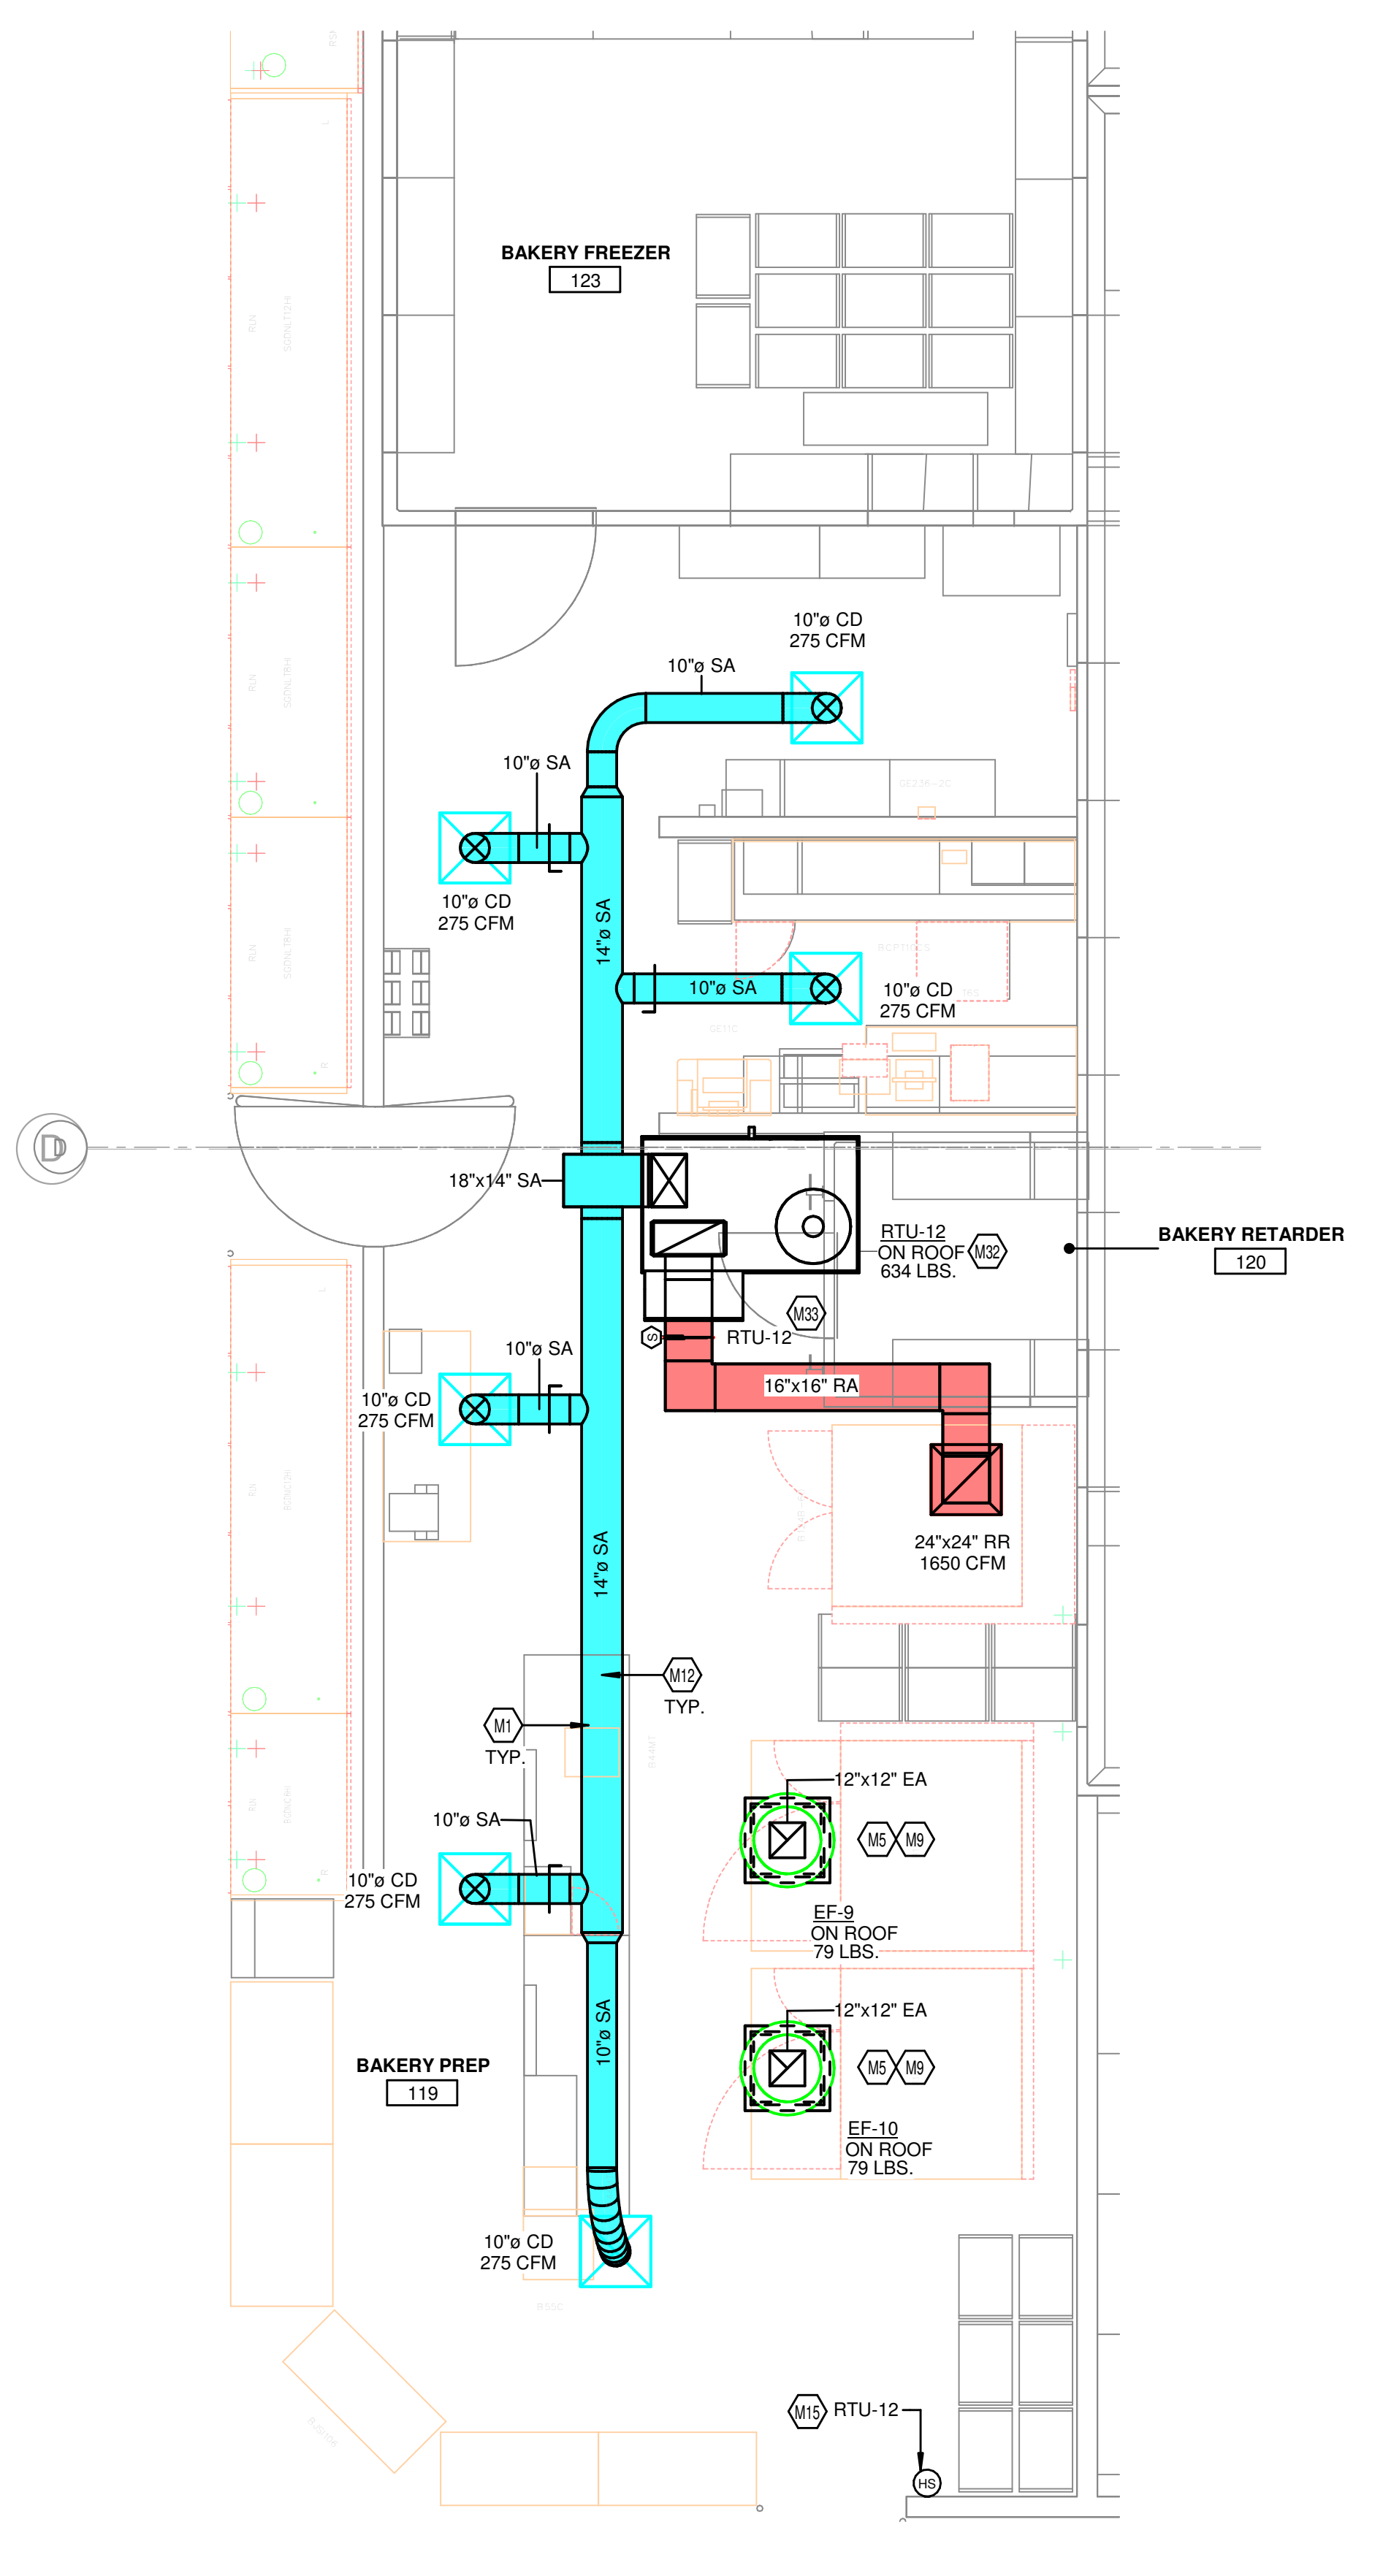 BAKERY FREEZER
123
10"ø CD
275 CFM
10"ø SA
10"ø SA
10"ø CD
275 CFM
14"ø SA
10"ø SA
10"ø CD
275 CFM
GE11C
D
18"x14" SA
RTU-12
ON ROOF
634 LBS.
M32
BAKERY RETARDER
120
M33
S
RTU-12
10"ø SA
10"ø CD
275 CFM
16"x16" RA
24"x24" RR
1650 CFM
14"ø SA
M12
TYP.
M1
TYP.
12"x12" EA
10"ø SA
M5
M9
10"ø CD
275 CFM
EF-9
ON ROOF
79 LBS.
12"x12" EA
10"ø SA
BAKERY PREP
119
M5
M9
EF-10
ON ROOF
79 LBS.
10"ø CD
275 CFM
M15
RTU-12
HS